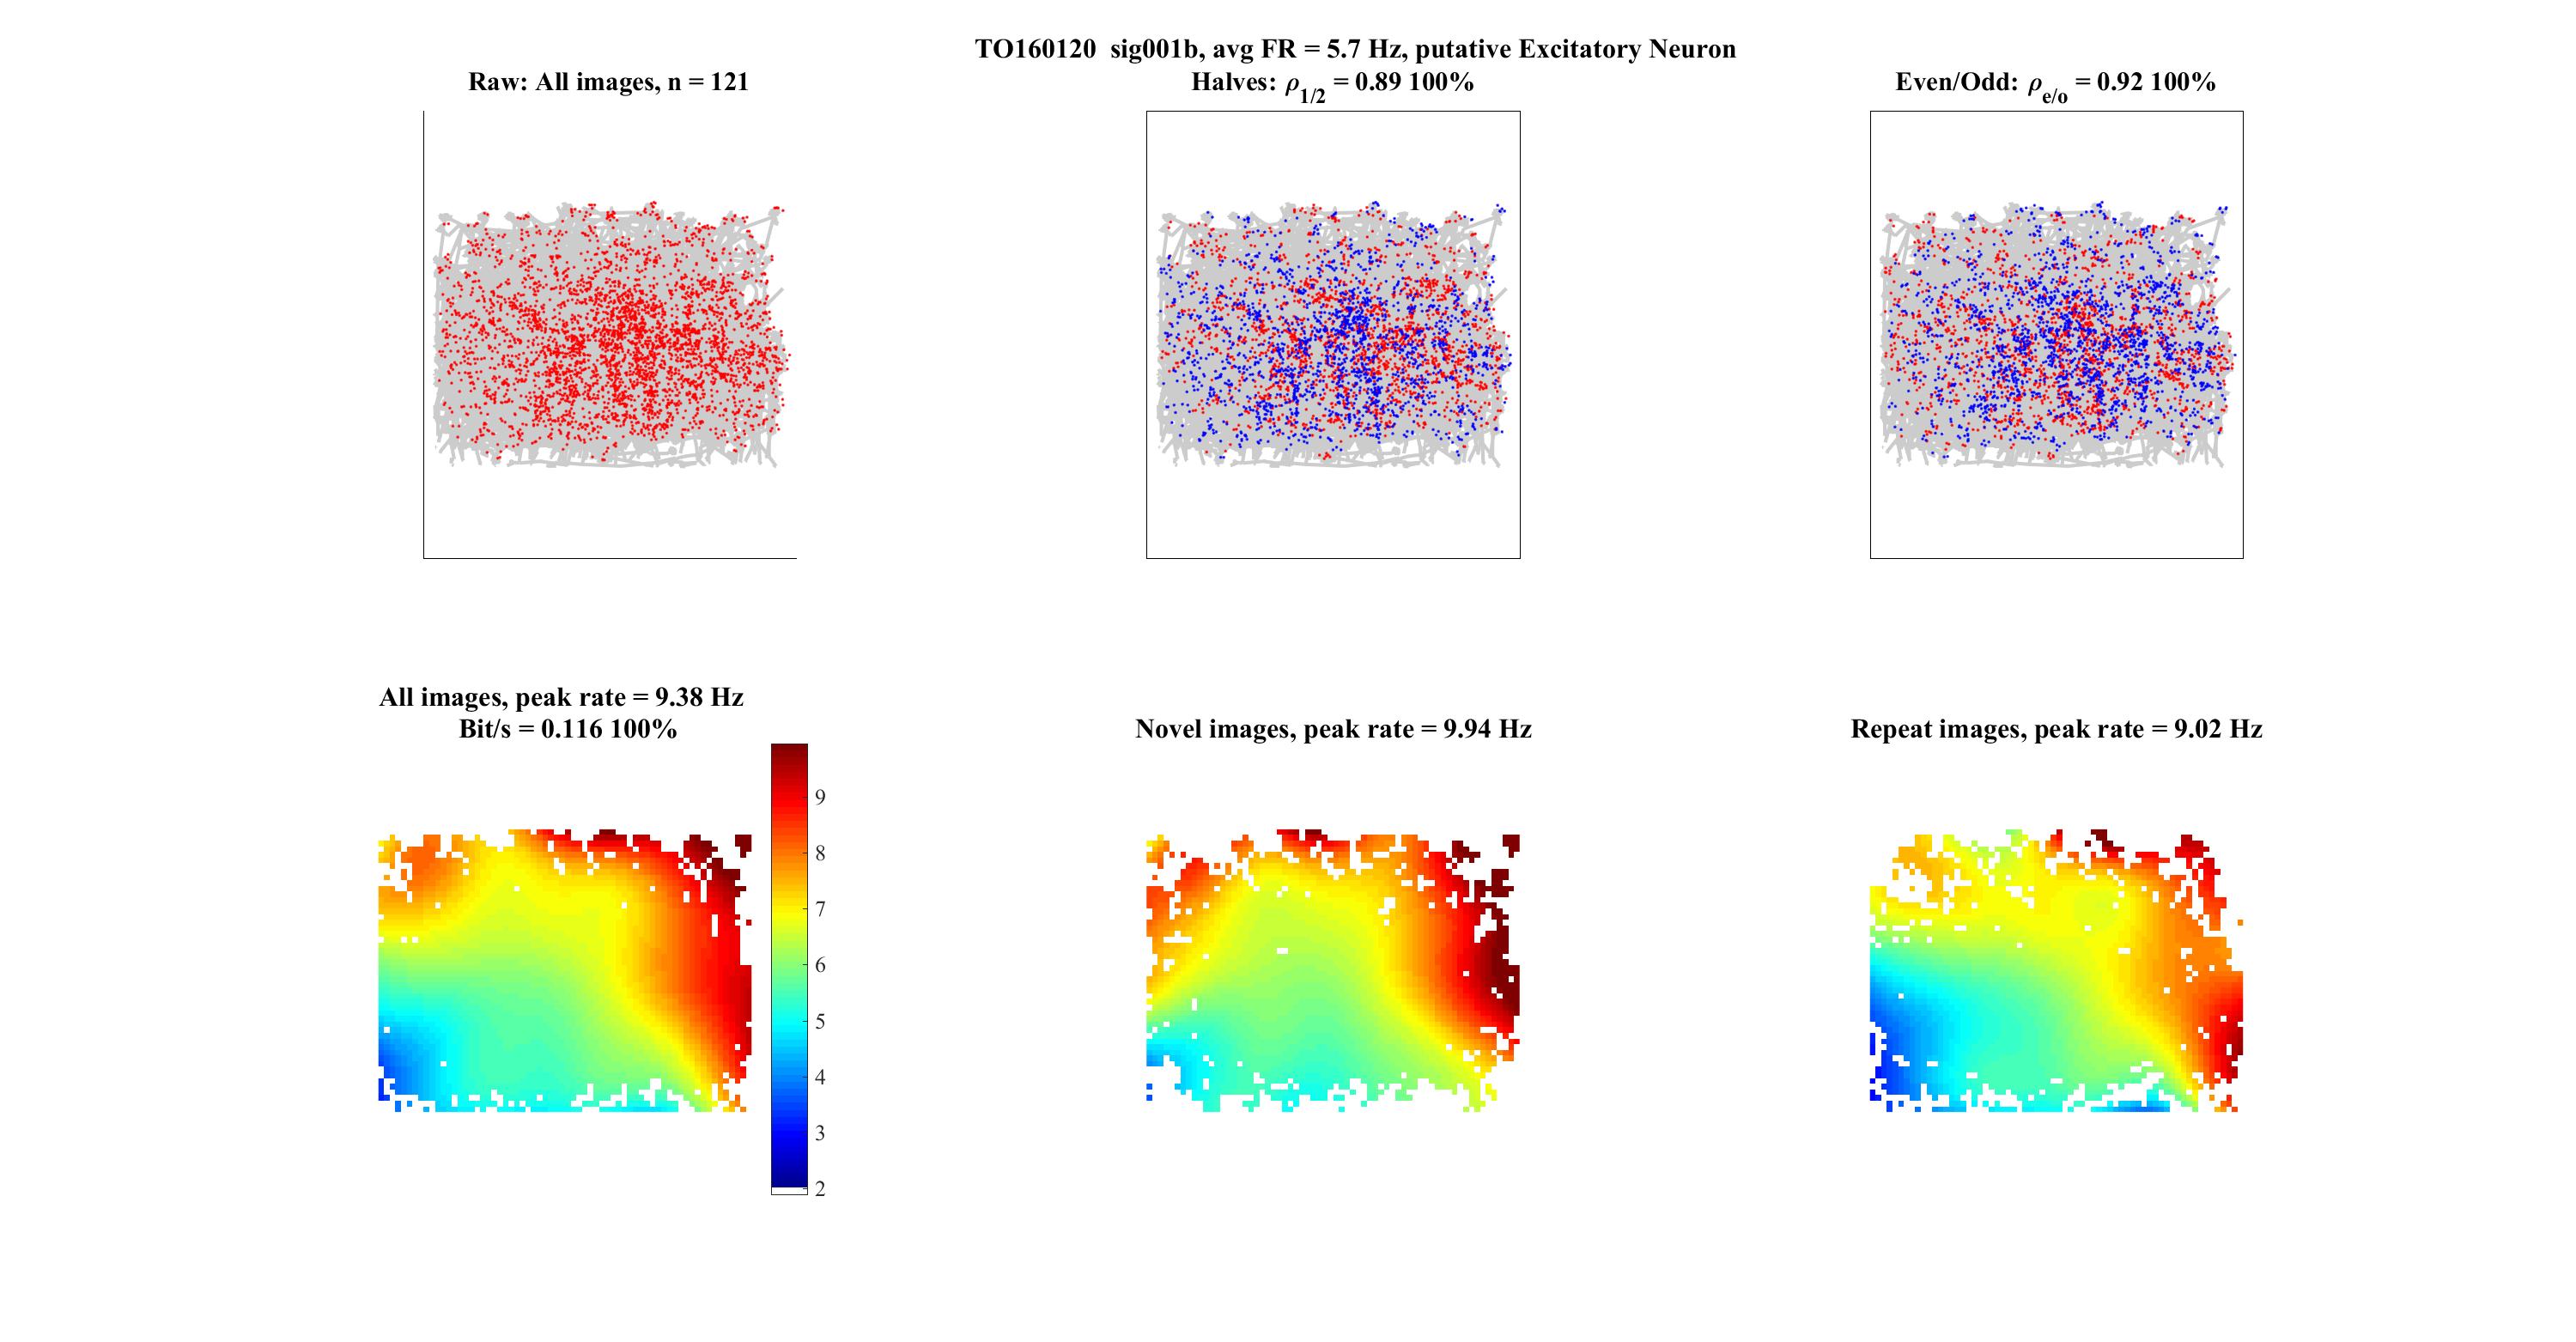 TO160120 sig001b, avg FR = 5.7 Hz, putative Excitatory Neuron
Raw: All images, n = 121
Halves: ρ1/2 = 0.89 100%
Even/Odd: ρe/o = 0.92 100%
All images, peak rate = 9.38 Hz
Bit/s = 0.116 100%
Novel images, peak rate = 9.94 Hz
Repeat images, peak rate = 9.02 Hz
9
8
7
6
5
4
3
2